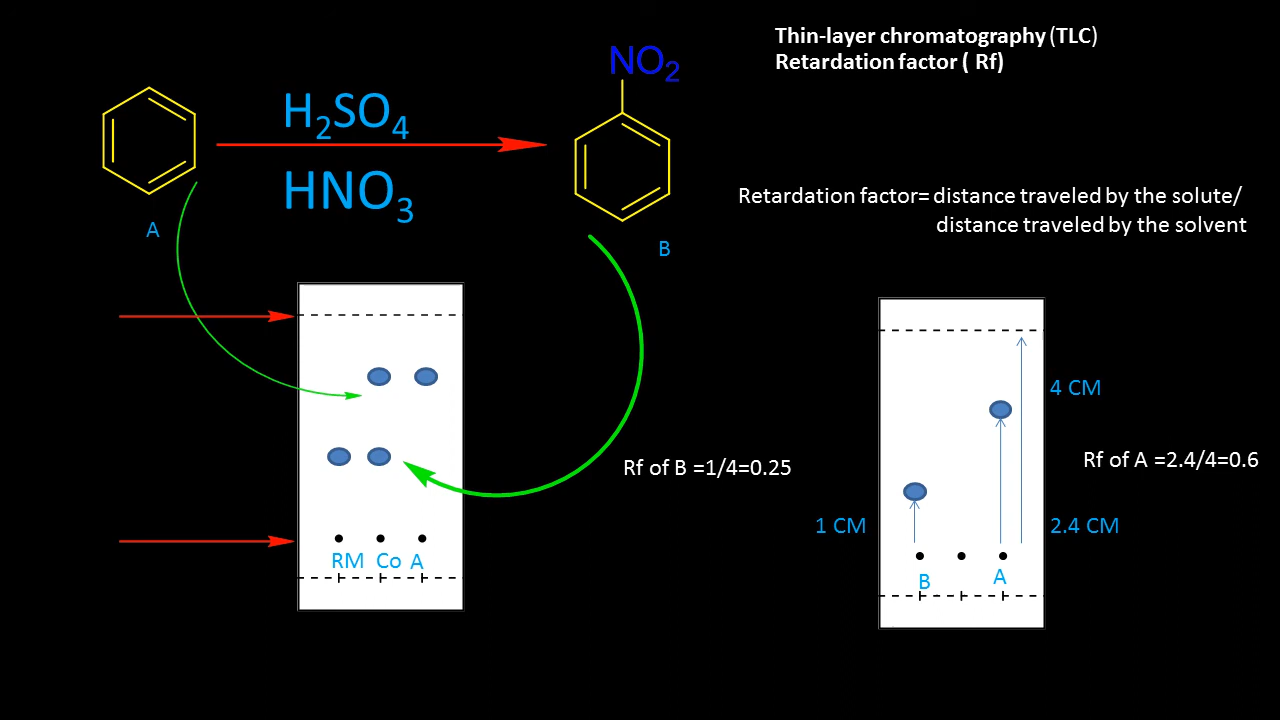 Thin-layer chromatography (TLC)
Retardation factor ( Rf)
NO2
H2SO4
HNO3
A
B
Retardation factor= distance traveled by the solute/
distance traveled by the solvent
4 CM
Rf of B =1/4=0.25
Rf of A =2.4/4=0.6
1 CM
2.4 CM
RM Co A
B
A